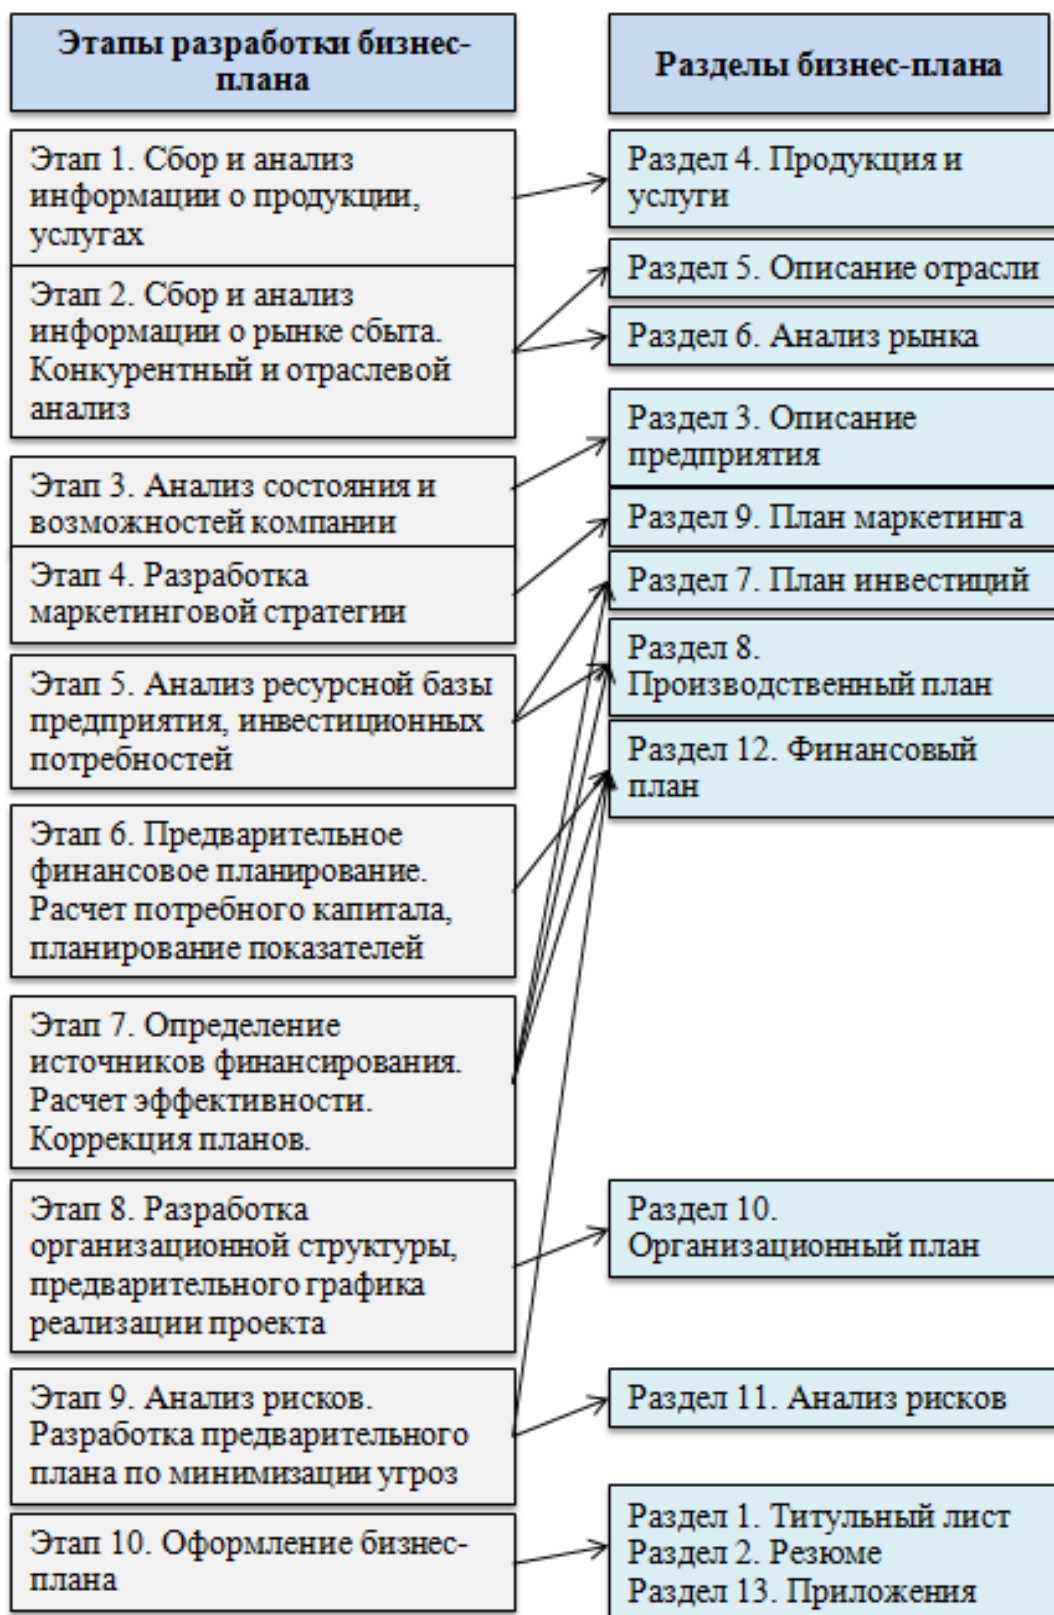 Этапы разработки бизнес-
плана
Этап 1. Сбор и анализ
информации о продукции,
услугах
Этап 2. Сбор и анализ
информации о рынке сбыта.
Конкурентный и отраслевой
анализ
Этап 3. Анализ состояния и
возможностей компании
Этап 4. Разработка
маркетинговой стратегии
Этап 5. Анализ ресурсной базы
предприятия, инвестиционных
потребностей
Этап 6. Предварительное
финансовое планирование.
Расчет потребного капитала,
планирование показателей
Этап 7. Определение
источников финансирования.
Расчет эффективности.
Коррекция планов.
Этап 8. Разработка
организационной структуры,
предварительного графика
реализации проекта
Этап 9. Анализ рисков.
Разработка предварительного
плана по минимизации угроз
Этап 10. Оформление бизнес-
плана
Разделы бизнес-плана
Раздел 4. Продукция и
услуги
Раздел 5. Описание отрасли
Раздел 6. Анализ рынка
Раздел 3. Описание
предприятия
Раздел 9. План маркетинга
Раздел 7. План инвестиций
Раздел 8.
Производственный план
Раздел 12. Финансовый
план
Раздел 10.
Организационный план
Раздел 11. Анализ рисков
Раздел 1. Титульный лист
Раздел 2. Резюме
Раздел 13. Приложения